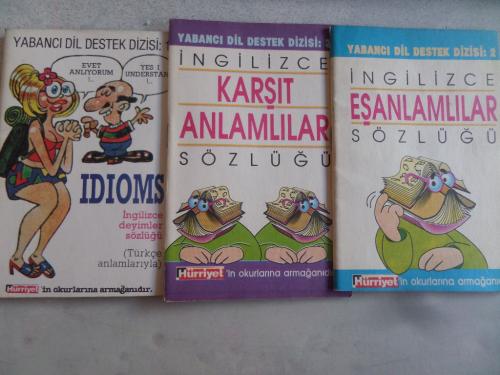 YABANCI DİL DESTEK DİZİSİ:
EVET
ANLIYORUM
!..
YES I
UNDERSTAN
!..
IDIOMS
İngilizce
deyimler
sözlüğü
(Türkçe
anlamlarıyla)
Hürriyet'in okurlarına armağanıdır.
YABANCI DİL DESTEK DİZİSİ:
İNGİLİZCE
KARŞIT
ANLAMLILAR
SÖZLÜĞÜ
Hürriyet'in okurlarına armağanıdır
YABANCI DİL DESTEK DİZİSİ: 2
İNGİLİZCE
EŞANLAMLILAR
SÖZLÜĞÜ
Hürriyet'in okurlarına armağanıdı